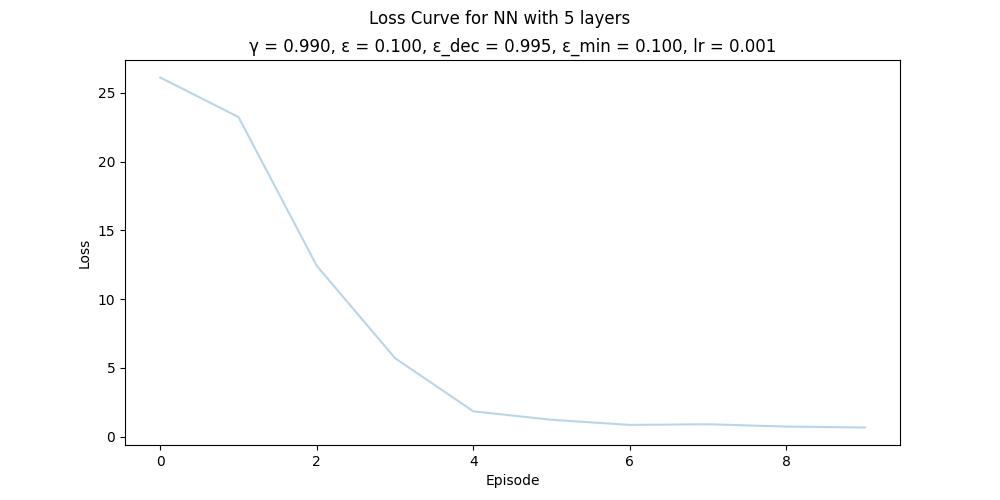 Loss Curve for NN with 5 layers
γ = 0.990, ε = 0.100, ε_dec = 0.995, ε_min = 0.100, lr = 0.001
25
20
15
10
5
0
Loss
0 2 4 6 8
Episode